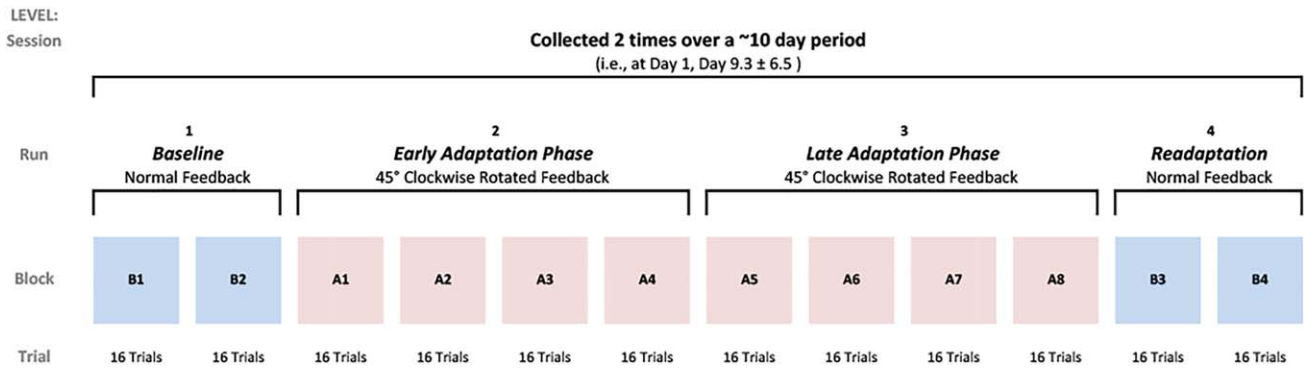 LEVEL:
Session
Collected 2 times over a ~10 day period
(i.e., at Day 1, Day 9.3 ± 6.5 )
Run
1
Baseline
Normal Feedback
2
Early Adaptation Phase
45° Clockwise Rotated Feedback
3
Late Adaptation Phase
45° Clockwise Rotated Feedback
4
Readaptation
Normal Feedback
Block
B1 B2 A1 A2 A3 A4 A5 A6 A7 A8 B3 B4
Trial
16 Trials 16 Trials 16 Trials 16 Trials 16 Trials 16 Trials 16 Trials 16 Trials 16 Trials 16 Trials 16 Trials 16 Trials